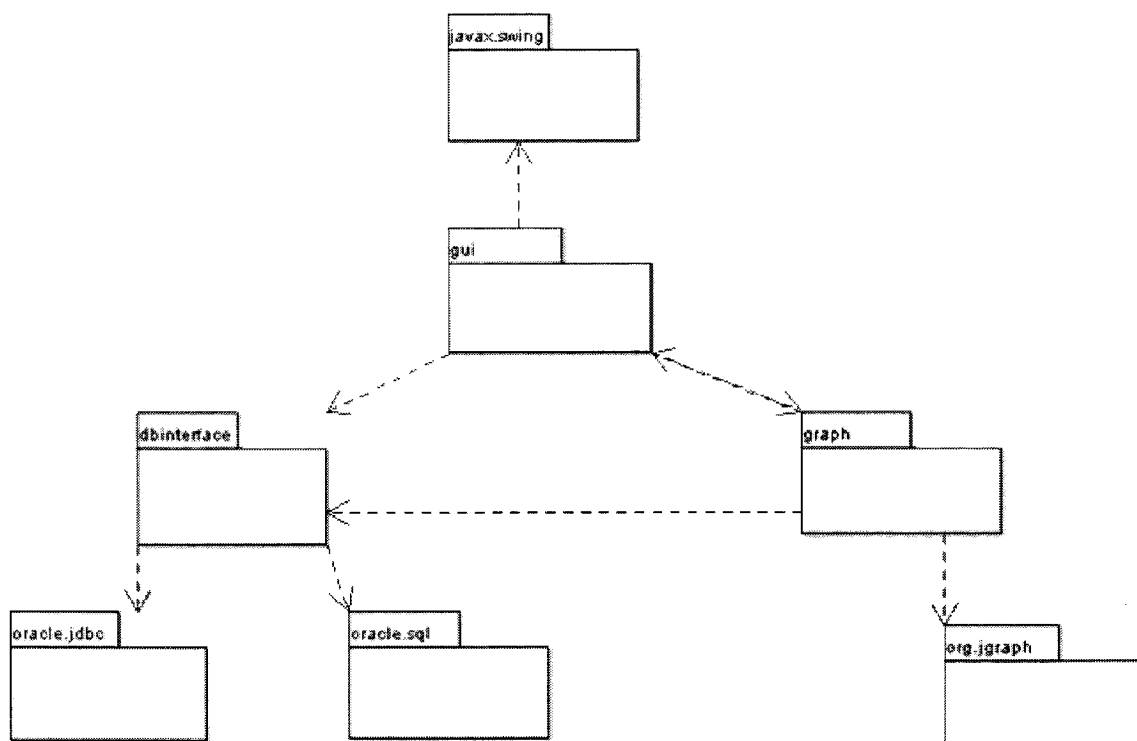 javax.swing
gui
dbinterface
graph
oracle.jdbc
oracle.sql
org.jgraph